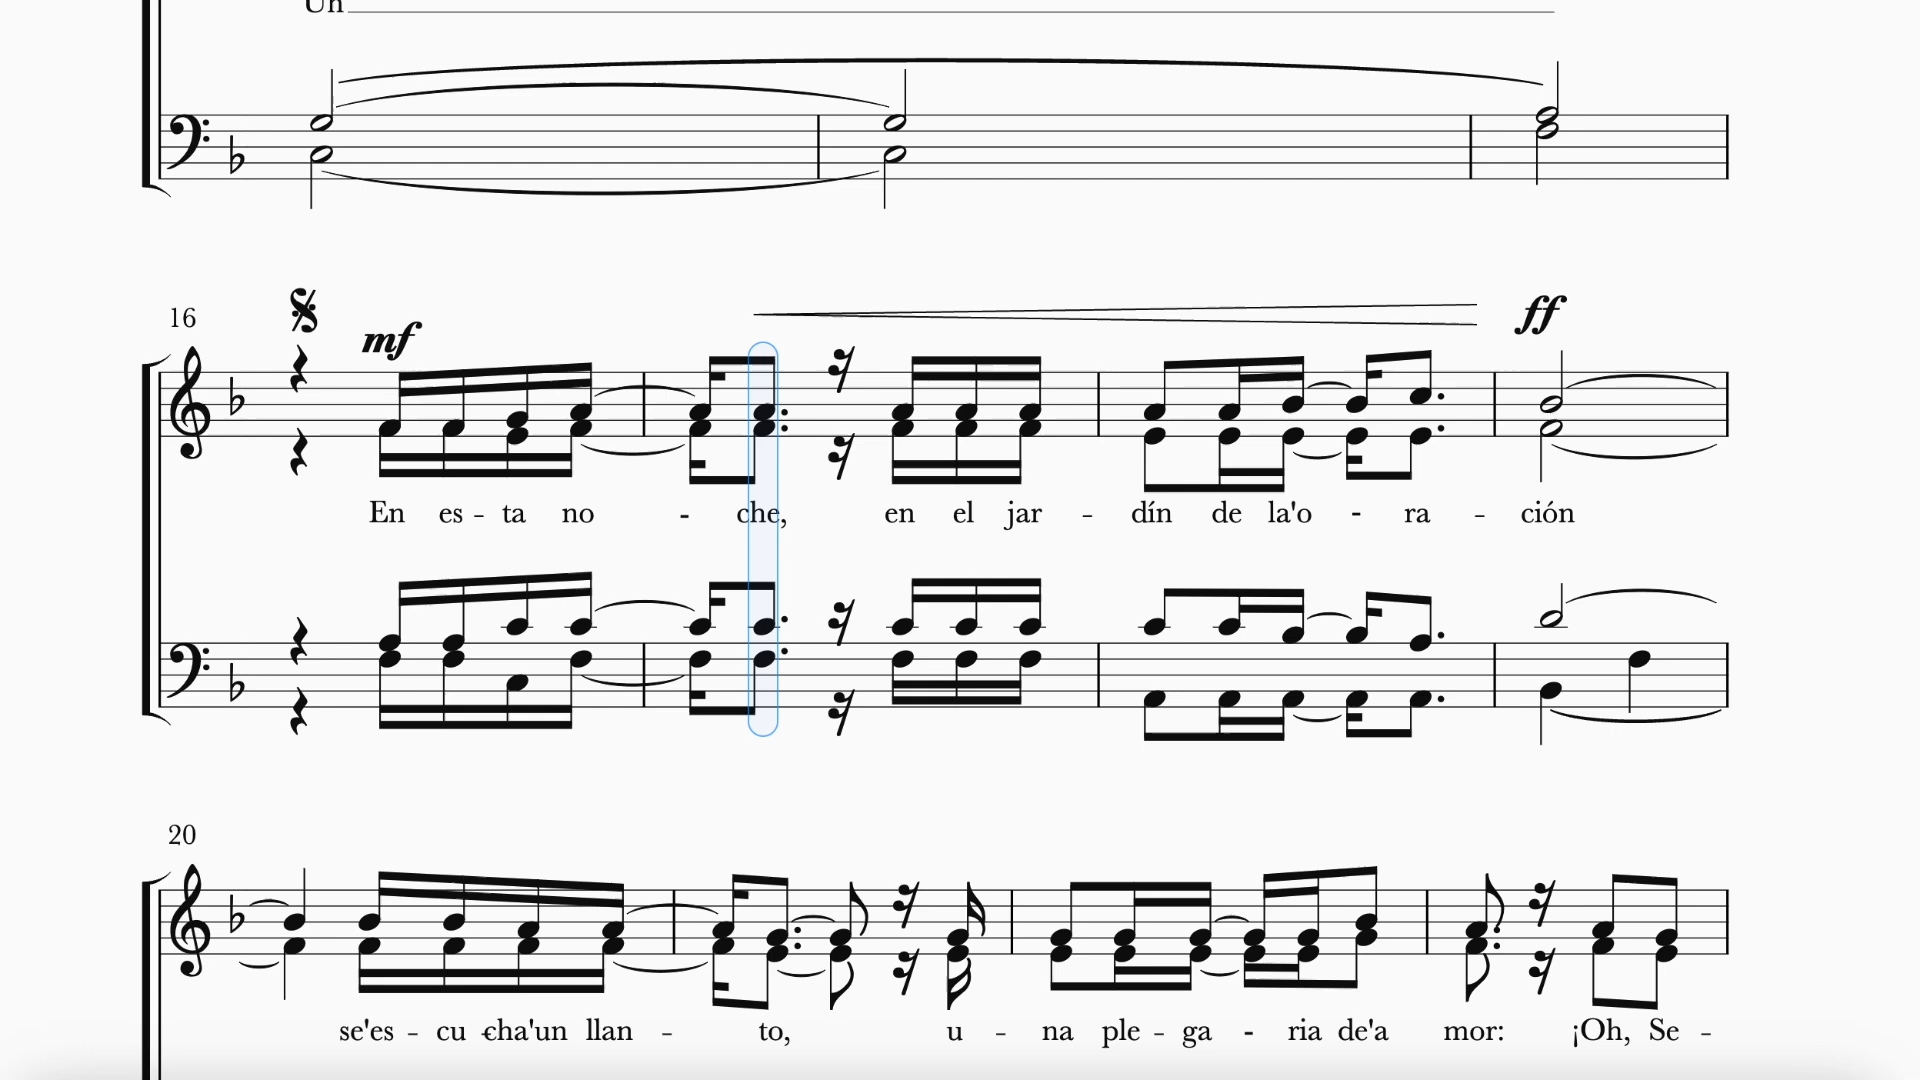 Un
16
mf
ff
En es - ta no - che, en el jar - dín de la'o - ra - ción
20
se'es - cu - cha'un llan - to, u - na ple - ga - ria de'a mor: ¡Oh, Se -